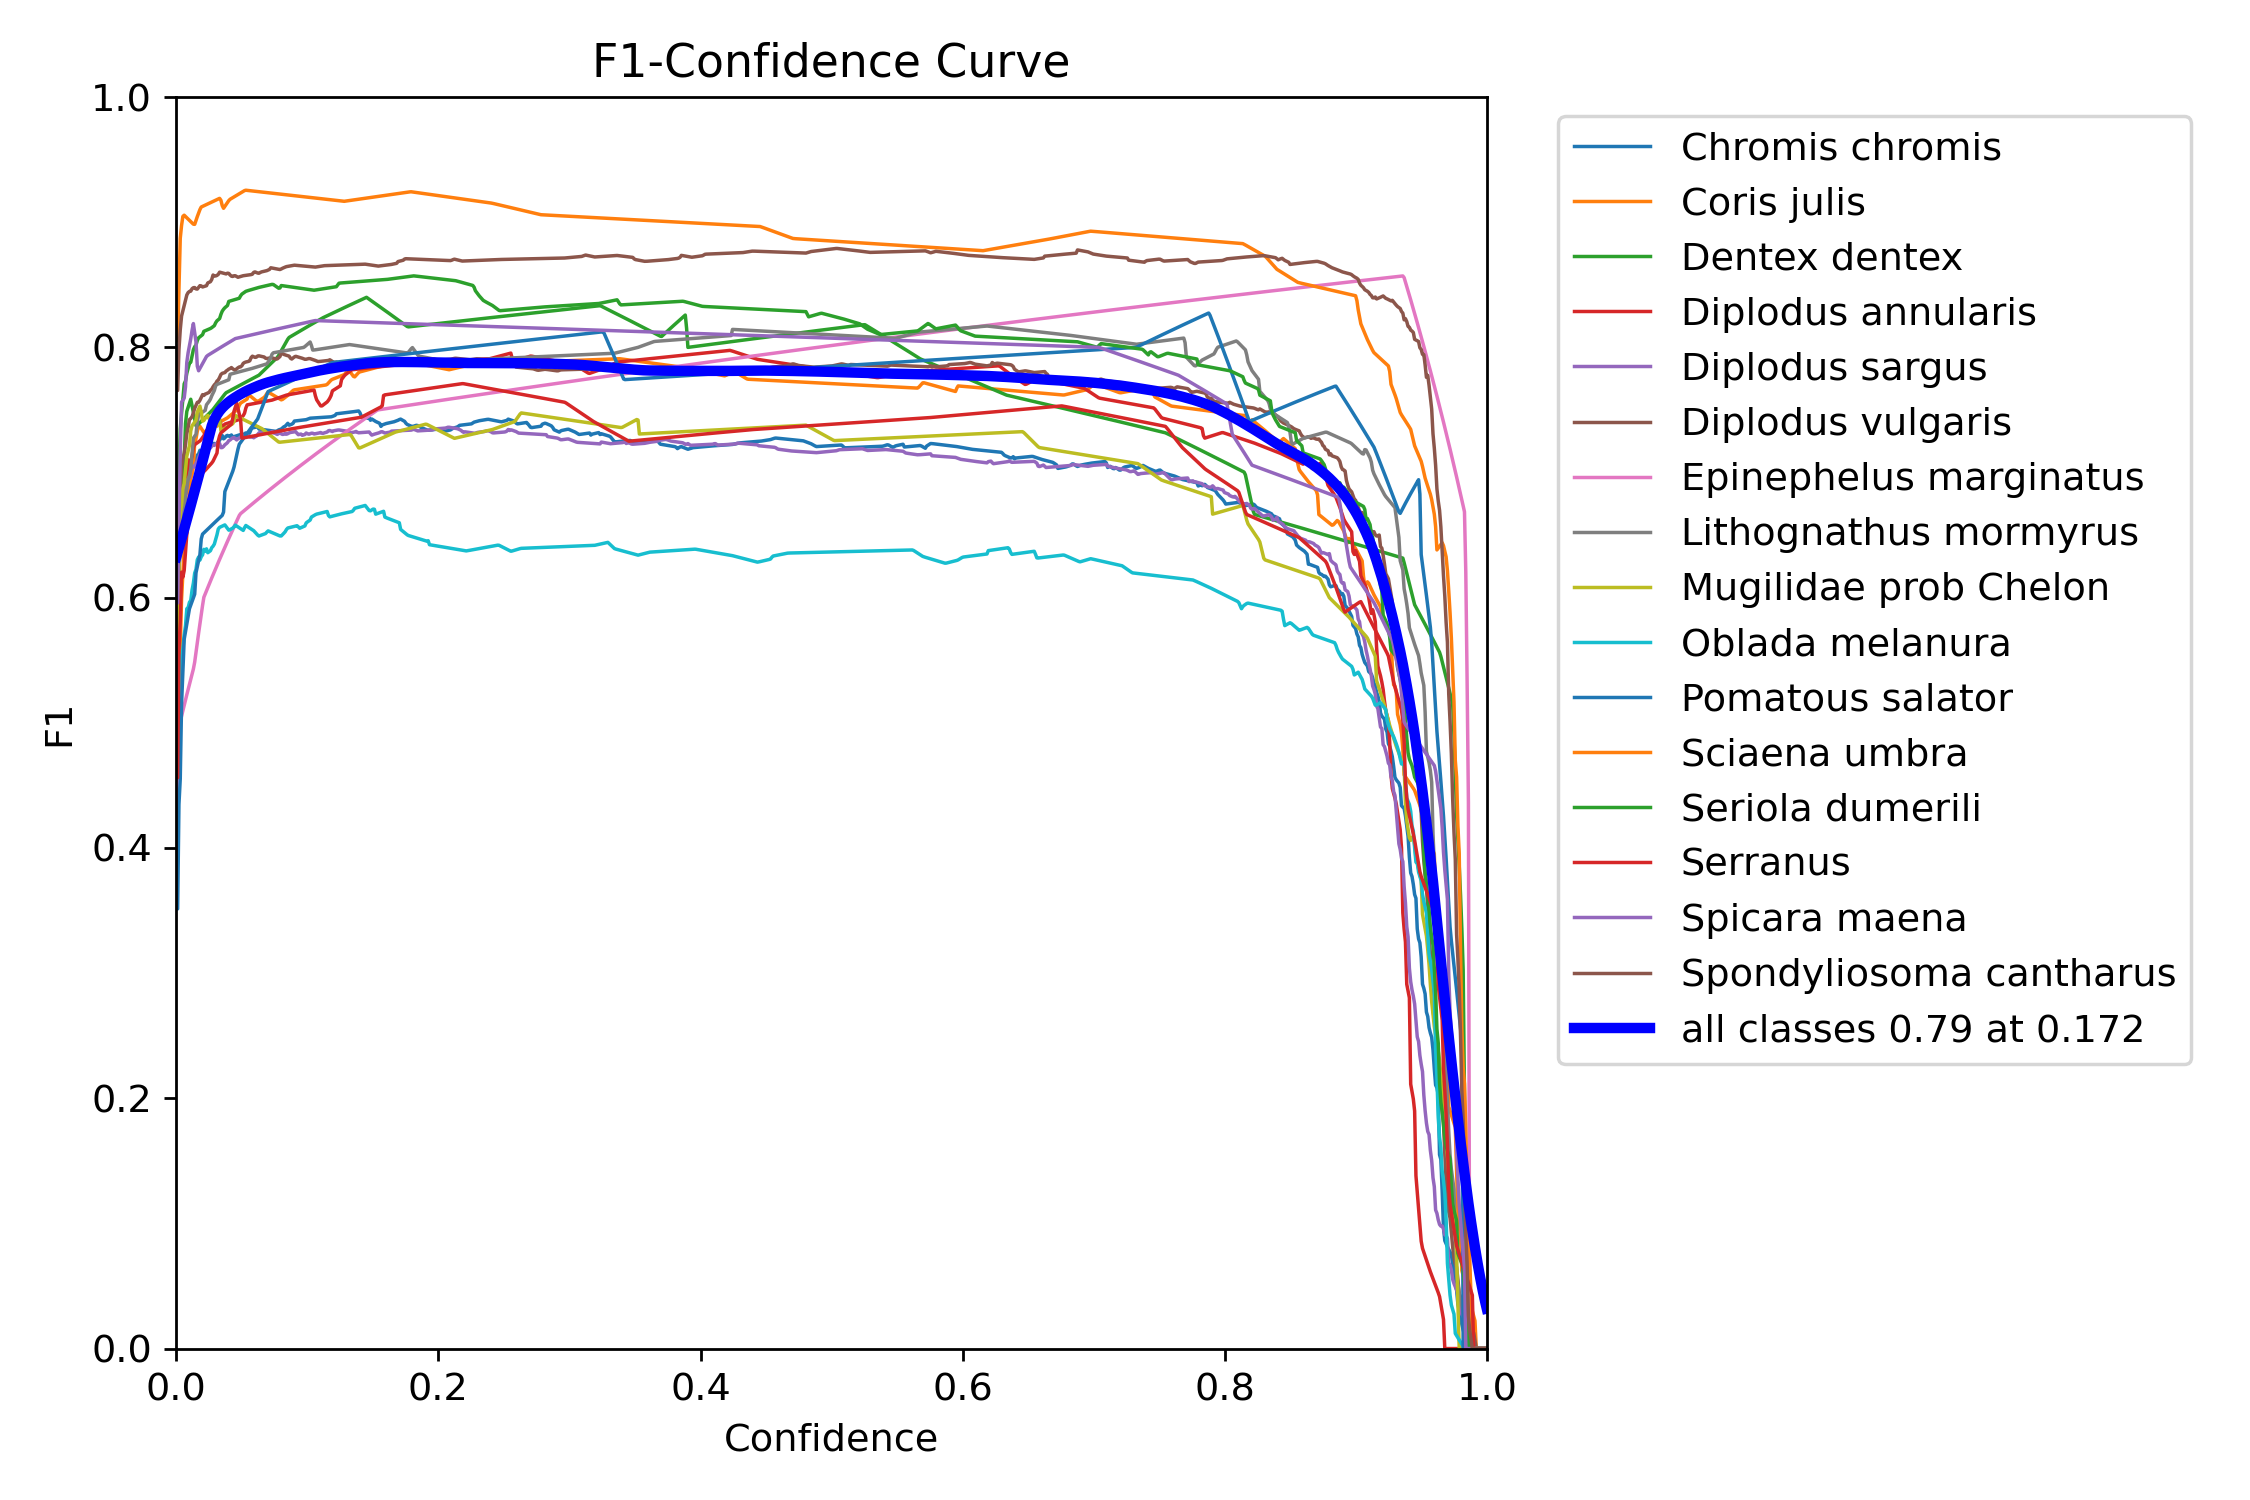 F1-Confidence Curve
1.0
0.8
0.6
0.4
0.2
0.0
F1
0.0 0.2 0.4 0.6 0.8 1.0
Confidence
Chromis chromis
Coris julis
Dentex dentex
Diplodus annularis
Diplodus sargus
Diplodus vulgaris
Epinephelus marginatus
Lithognathus mormyrus
Mugilidae prob Chelon
Oblada melanura
Pomatous salator
Sciaena umbra
Seriola dumerili
Serranus
Spicara maena
Spondyliosoma cantharus
all classes 0.79 at 0.172